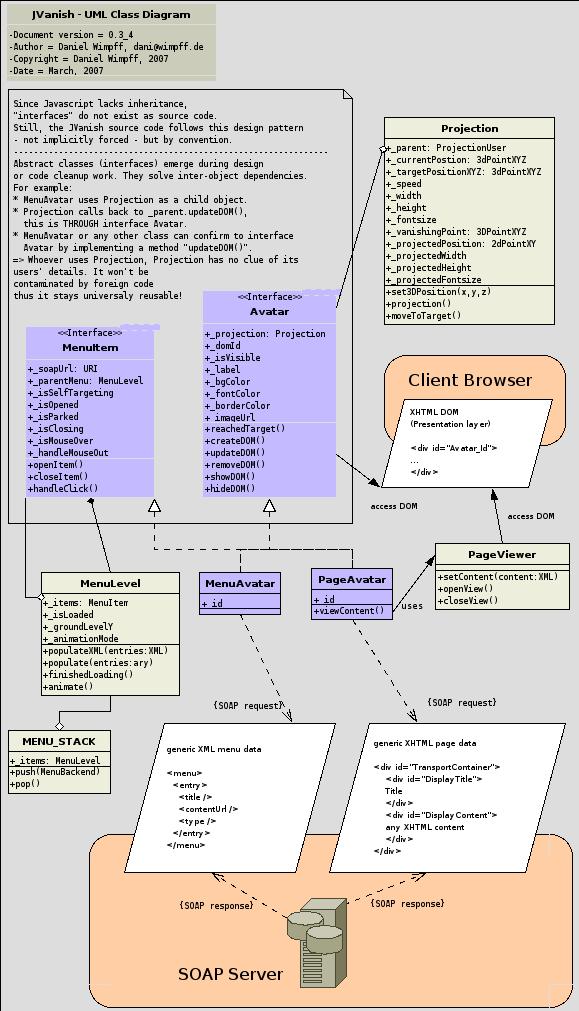 JVanish - UML Class Diagram
-Document version = 0.3_4
-Author = Daniel Wimpff, dani@wimpff.de
-Copyright = Daniel Wimpff, 2007
-Date = March, 2007
Since Javascript lacks inheritance,
"interfaces" do not exist as source code.
Still, the JVanish source code follows this design pattern
- not implicitly forced - but by convention.
Abstract classes (interfaces) emerge during design
or code cleanup work. They solve inter-object dependencies.
For example:
* MenuAvatar uses Projection as a child object.
* Projection calls back to _parent.updateDOM(),
this is THROUGH interface Avatar.
* MenuAvatar or any other class can confirm to interface
Avatar by implementing a method "updateDOM()".
=> Whoever uses Projection, Projection has no clue of its
users' details. It won't be
contaminated by foreign code
thus it stays universaly reusable!
Projection
+_parent: ProjectionUser
+_currentPostion: 3dPointXYZ
+_targetPositionXYZ: 3dPointXYZ
+_speed
+_width
+_height
+_fontsize
+_vanishingPoint: 3DPointXYZ
+_projectedPosition: 2dPointXY
+_projectedWidth
+_projectedHeight
+_projectedFontsize
+set3DPosition(x,y,z)
+projection()
+moveToTarget()
<<Interface>>
Avatar
+_projection: Projection
+_domId
+_isVisible
+_label
+_bgColor
+_fontColor
+_borderColor
+_imageUrl
+reachedTarget()
+createDOM()
+updateDOM()
+removeDOM()
+showDOM()
+hideDOM()
<<Interface>>
MenuItem
+_soapUrl: URI
+_parentMenu: MenuLevel
+_isSelfTargeting
+_isOpened
+_isParked
+_isClosing
+_isMouseOver
+_handleMouseOut
+openItem()
+closeItem()
+handleClick()
Client Browser
XHTML DOM
(Presentation layer)
<div id="Avatar_Id">
...
</div>
access DOM
access DOM
PageViewer
+setContent(content:XML)
+openView()
+closeView()
MenuLevel
+_items: MenuItem
+_isLoaded
+_groundLevelY
+_animationMode
+populateXML(entries:XML)
+populate(entries:ary)
+finishedLoading()
+animate()
MenuAvatar
+_id
PageAvatar
+_id
+viewContent()
uses
MENU_STACK
+_items: MenuLevel
+push(MenuBackend)
+pop()
{SOAP request}
{SOAP request}
generic XML menu data
<menu>
<entry>
<title />
<contentUrl />
<type />
</entry>
</menu>
generic XHTML page data
<div id="TransportContainer">
<div id="DisplayTitle">
Title
</div>
<div id="DisplayContent">
any XHTML content
</div>
</div>
{SOAP response}
{SOAP response}
SOAP Server